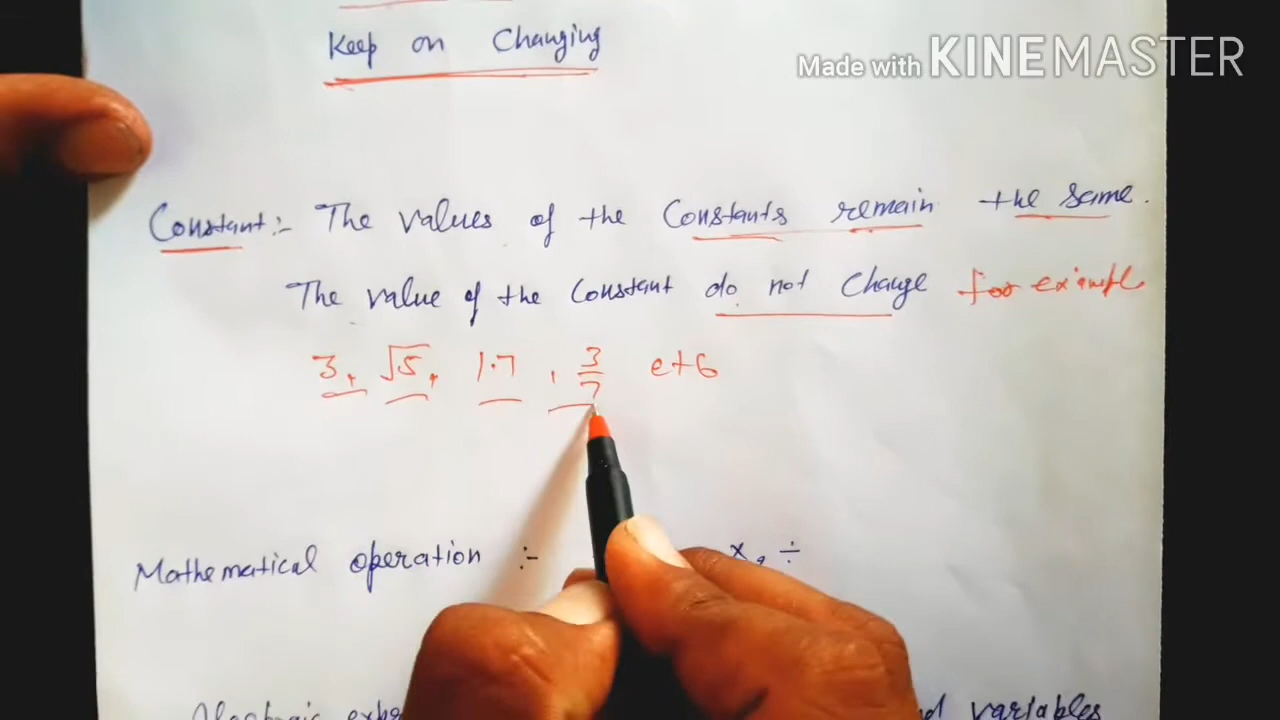 Keep on Changing
Made with KINEMASTER
Constant:- The values of the Constants remain the same.
The value of the Constant do not Change for example
3, √5, 1.7, 3/7 etc
Mathematical operation :- ×, ÷
Algebraic variables